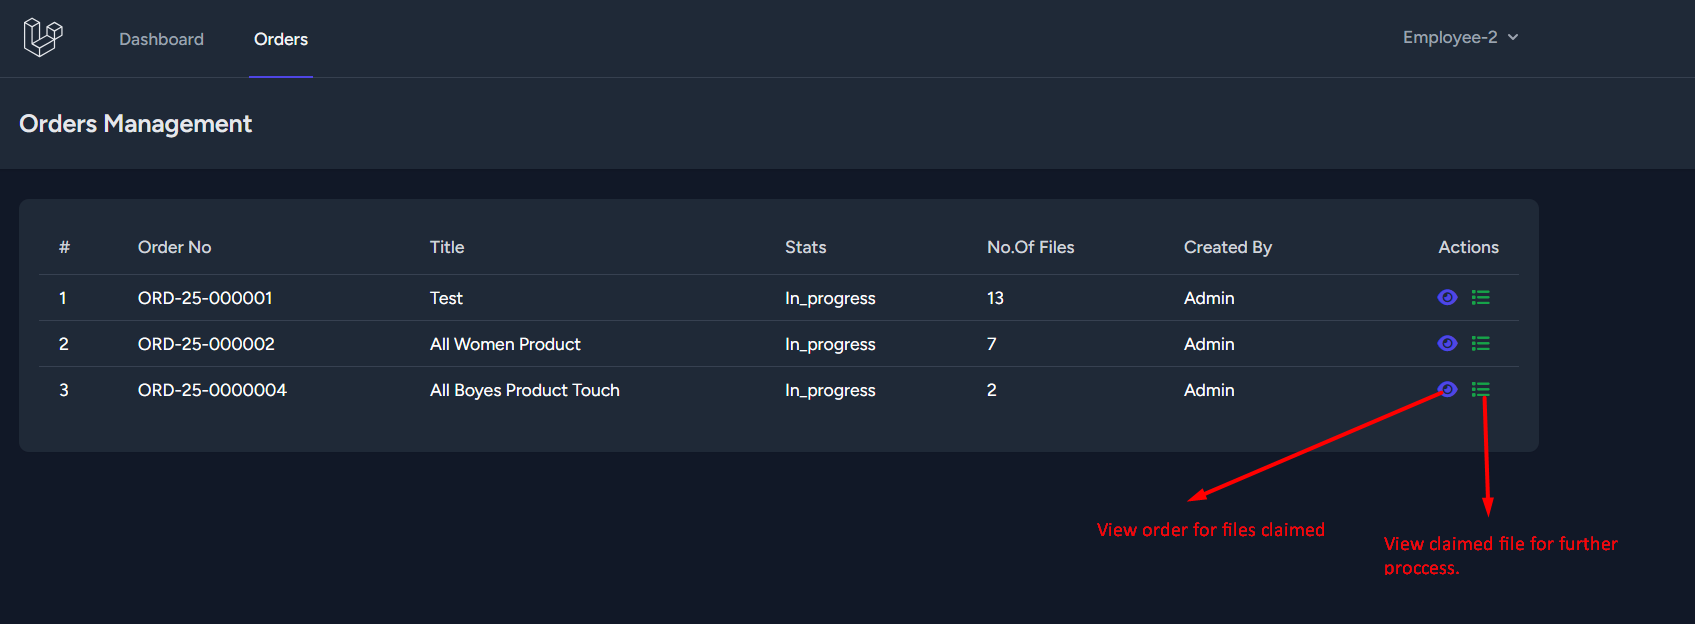 Dashboard Orders Employee-2
Orders Management
# Order No Title Stats No.Of Files Created By Actions
1 ORD-25-000001 Test In_progress 13 Admin
2 ORD-25-000002 All Women Product In_progress 7 Admin
3 ORD-25-0000004 All Boyes Product Touch In_progress 2 Admin
View order for files claimed
View claimed file for further
proccess.